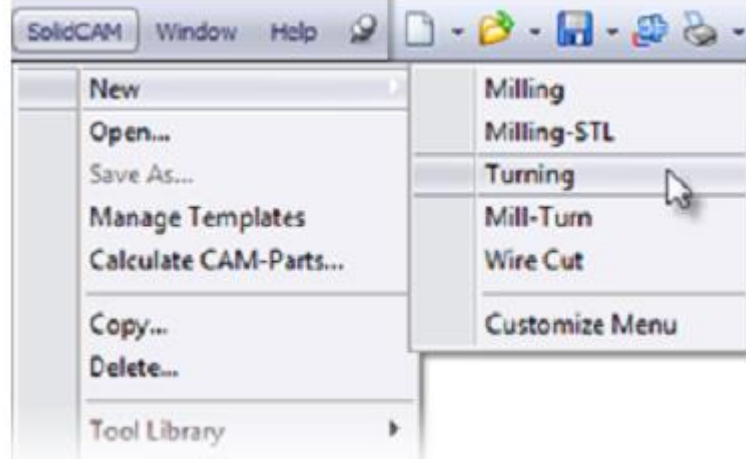 SolidCAM Window Help
New
Open...
Save As...
Manage Templates
Calculate CAM-Parts...
Copy...
Delete...
Tool Library
Milling
Milling-STL
Turning
Mill-Turn
Wire Cut
Customize Menu